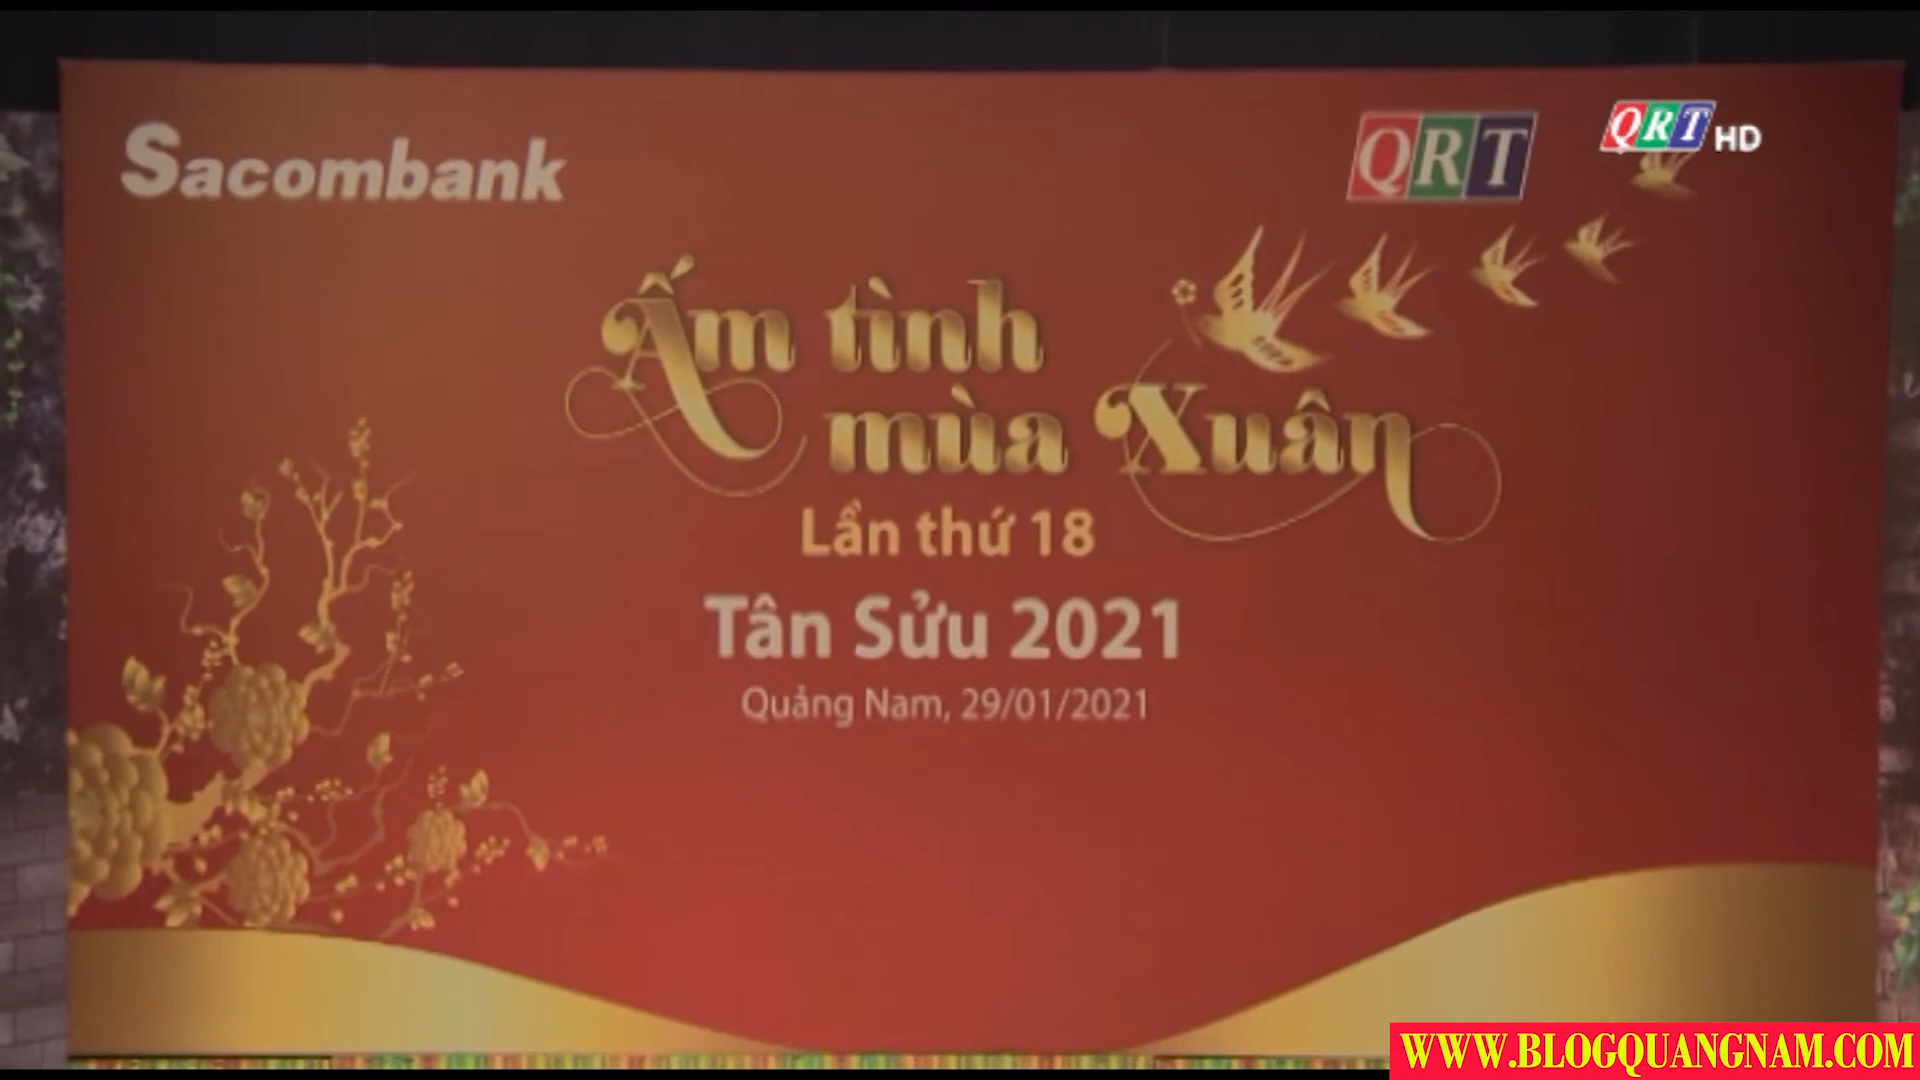 Sacombank
QRT
QRT HD
Ấm tình
mùa Xuân
Lần thứ 18
Tân Sửu 2021
Quảng Nam, 29/01/2021
WWW.BLOGQUANGNAM.COM